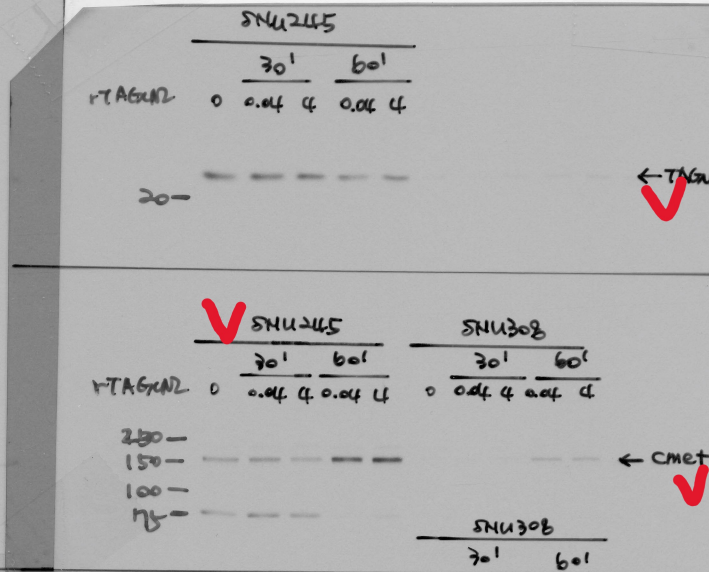 SNU245
30' 60'
rTAGLN2 0 0.04 4 0.04 4
20-
SNU245 SNU308
30' 60' 30' 60'
rTAGLN2 0 0.04 4 0.04 4 0 0.04 4 0.04 4
250-
150- ← cmet
100-
75-
SNU308
30' 60'